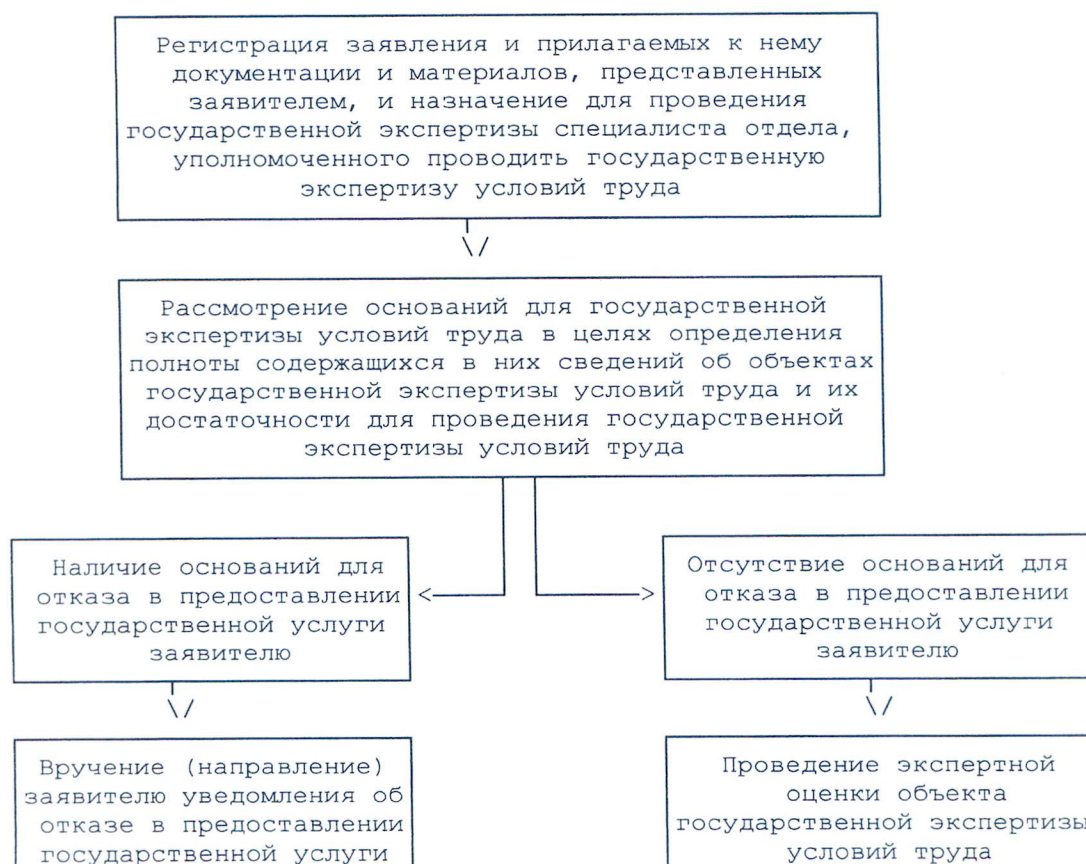 Регистрация заявления и прилагаемых к нему
документации и материалов, представленных
заявителем, и назначение для проведения
государственной экспертизы специалиста отдела,
уполномоченного проводить государственную
экспертизу условий труда
Рассмотрение оснований для государственной
экспертизы условий труда в целях определения
полноты содержащихся в них сведений об объектах
государственной экспертизы условий труда и их
достаточности для проведения государственной
экспертизы условий труда
Наличие оснований для
отказа в предоставлении
государственной услуги
заявителю
Отсутствие оснований для
отказа в предоставлении
государственной услуги
заявителю
Вручение (направление)
заявителю уведомления об
отказе в предоставлении
государственной услуги
Проведение экспертной
оценки объекта
государственной экспертизы
условий труда